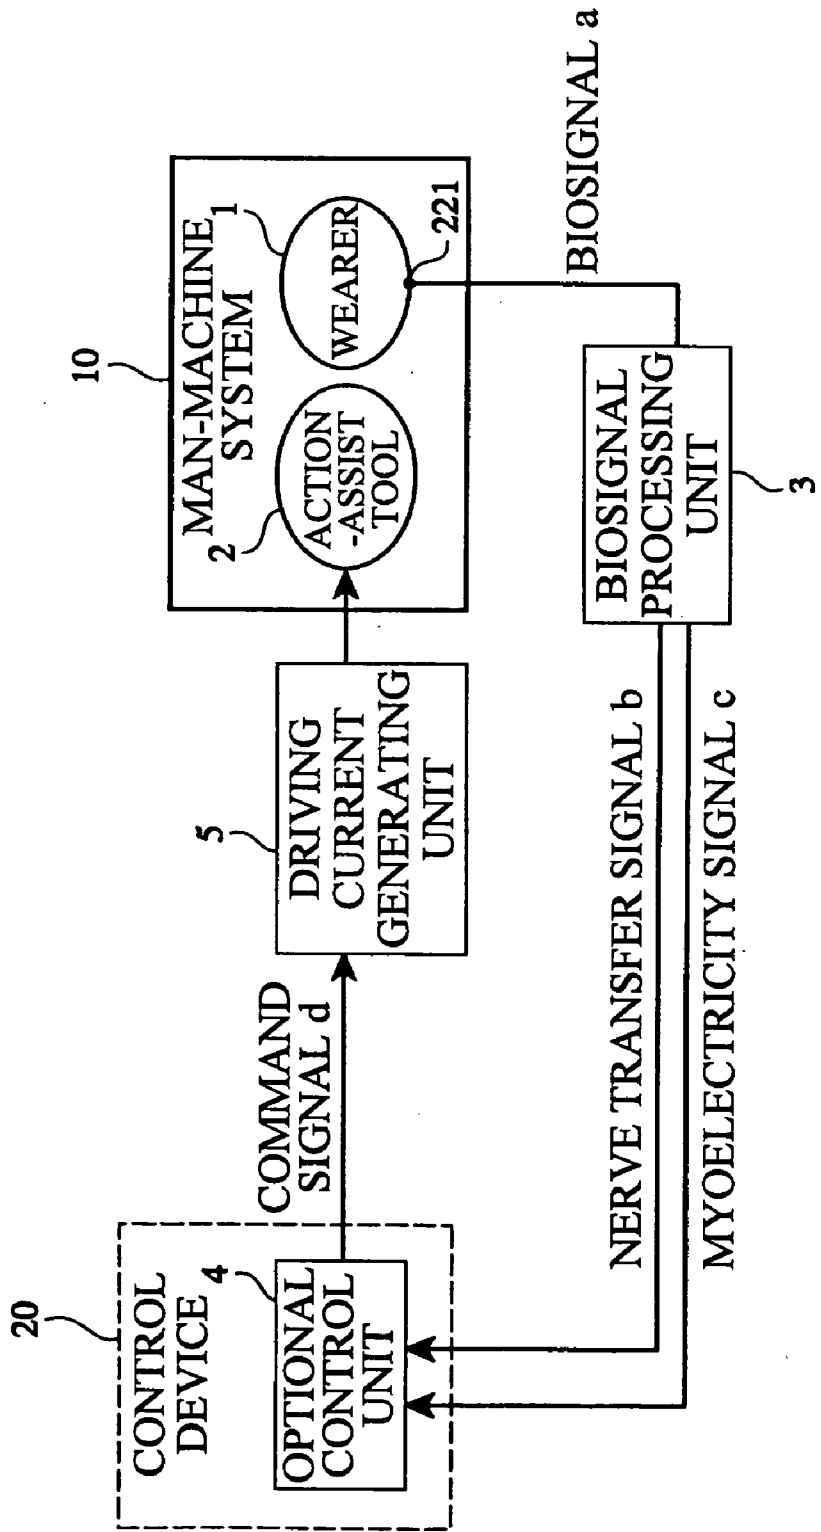 20
CONTROL
DEVICE
4
OPTIONAL
CONTROL
UNIT
COMMAND
SIGNAL d
5
DRIVING
CURRENT
GENERATING
UNIT
10
MAN-MACHINE
SYSTEM
2
ACTION
-ASSIST
TOOL
1
WEARER
221
BIOSIGNAL a
BIOSIGNAL
PROCESSING
UNIT
3
NERVE TRANSFER SIGNAL b
MYOELECTRICITY SIGNAL c